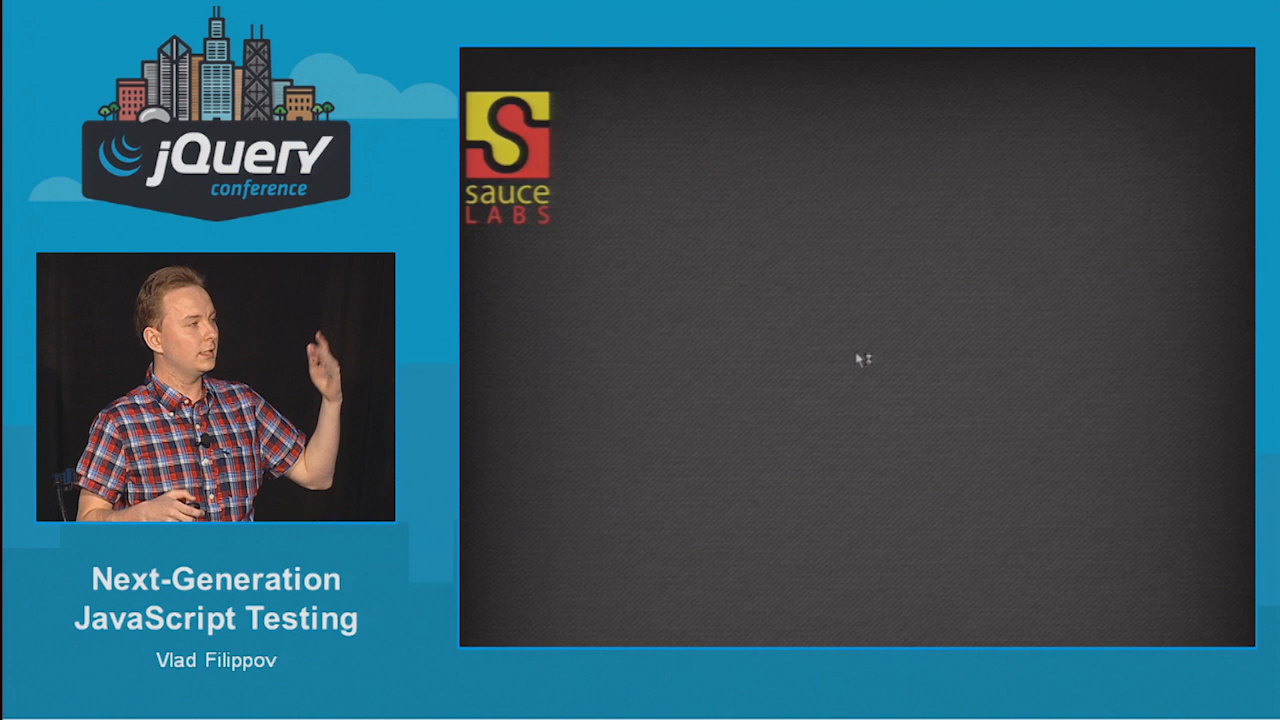 jQuery
conference
sauce
LABS
Next-Generation
JavaScript Testing
Vlad Filippov